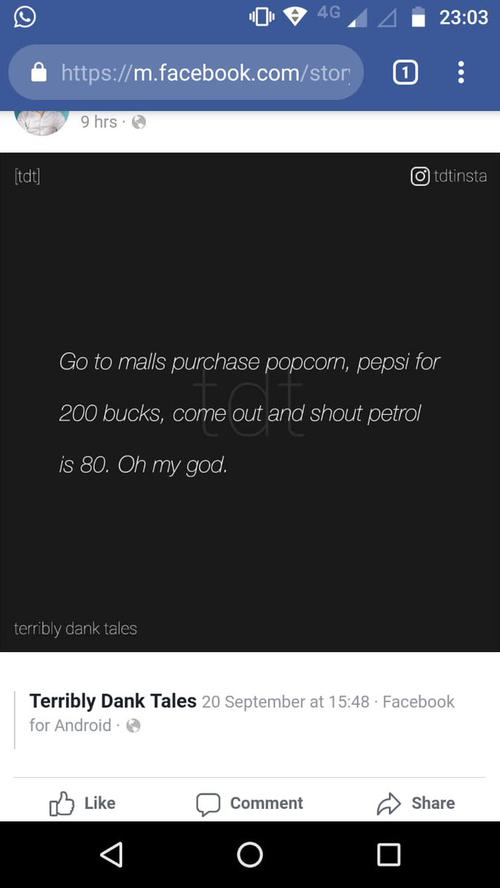 4G 23:03
https://m.facebook.com/stor
1
9 hrs ·
[tdt] tdtinsta
Go to malls purchase popcorn, pepsi for
tdt
200 bucks, come out and shout petrol
is 80. Oh my god.
terribly dank tales
Terribly Dank Tales 20 September at 15:48 · Facebook
for Android ·
Like Comment Share